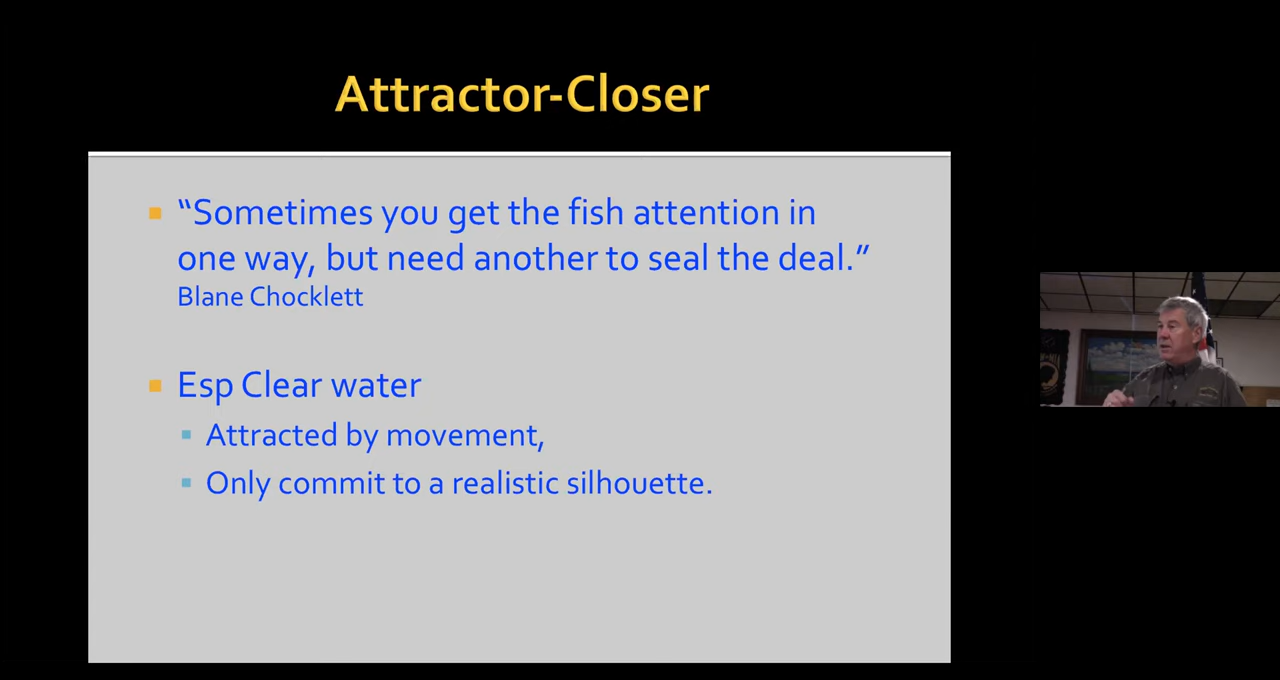 Attractor-Closer
“Sometimes you get the fish attention in
one way, but need another to seal the deal.”
Blane Chocklett
Esp Clear water
Attracted by movement,
Only commit to a realistic silhouette.